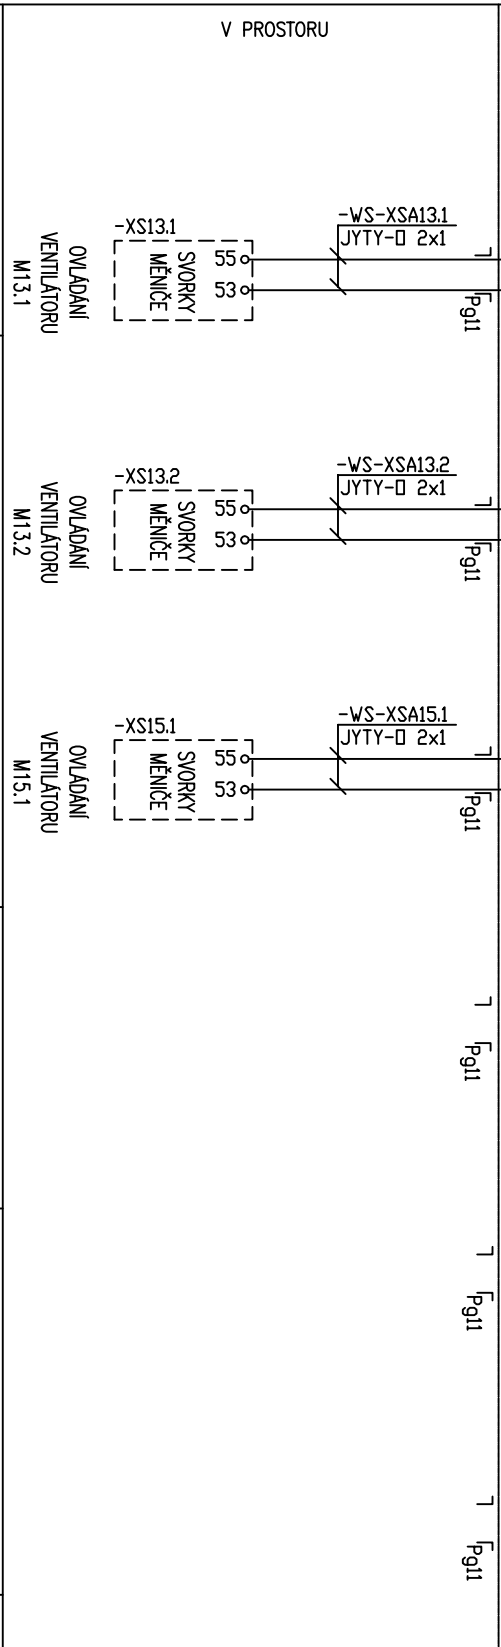 V PROSTORU
-WS-XSA13.1
JYTY-O 2x1
-XS13.1
55
53
SVORKY
MĚNIČE
Pg11
OVLÁDÁNÍ
VENTILÁTORU
M13.1
-WS-XSA13.2
JYTY-O 2x1
-XS13.2
55
53
SVORKY
MĚNIČE
Pg11
OVLÁDÁNÍ
VENTILÁTORU
M13.2
-WS-XSA15.1
JYTY-O 2x1
-XS15.1
55
53
SVORKY
MĚNIČE
Pg11
OVLÁDÁNÍ
VENTILÁTORU
M15.1
Pg11
Pg11
Pg11